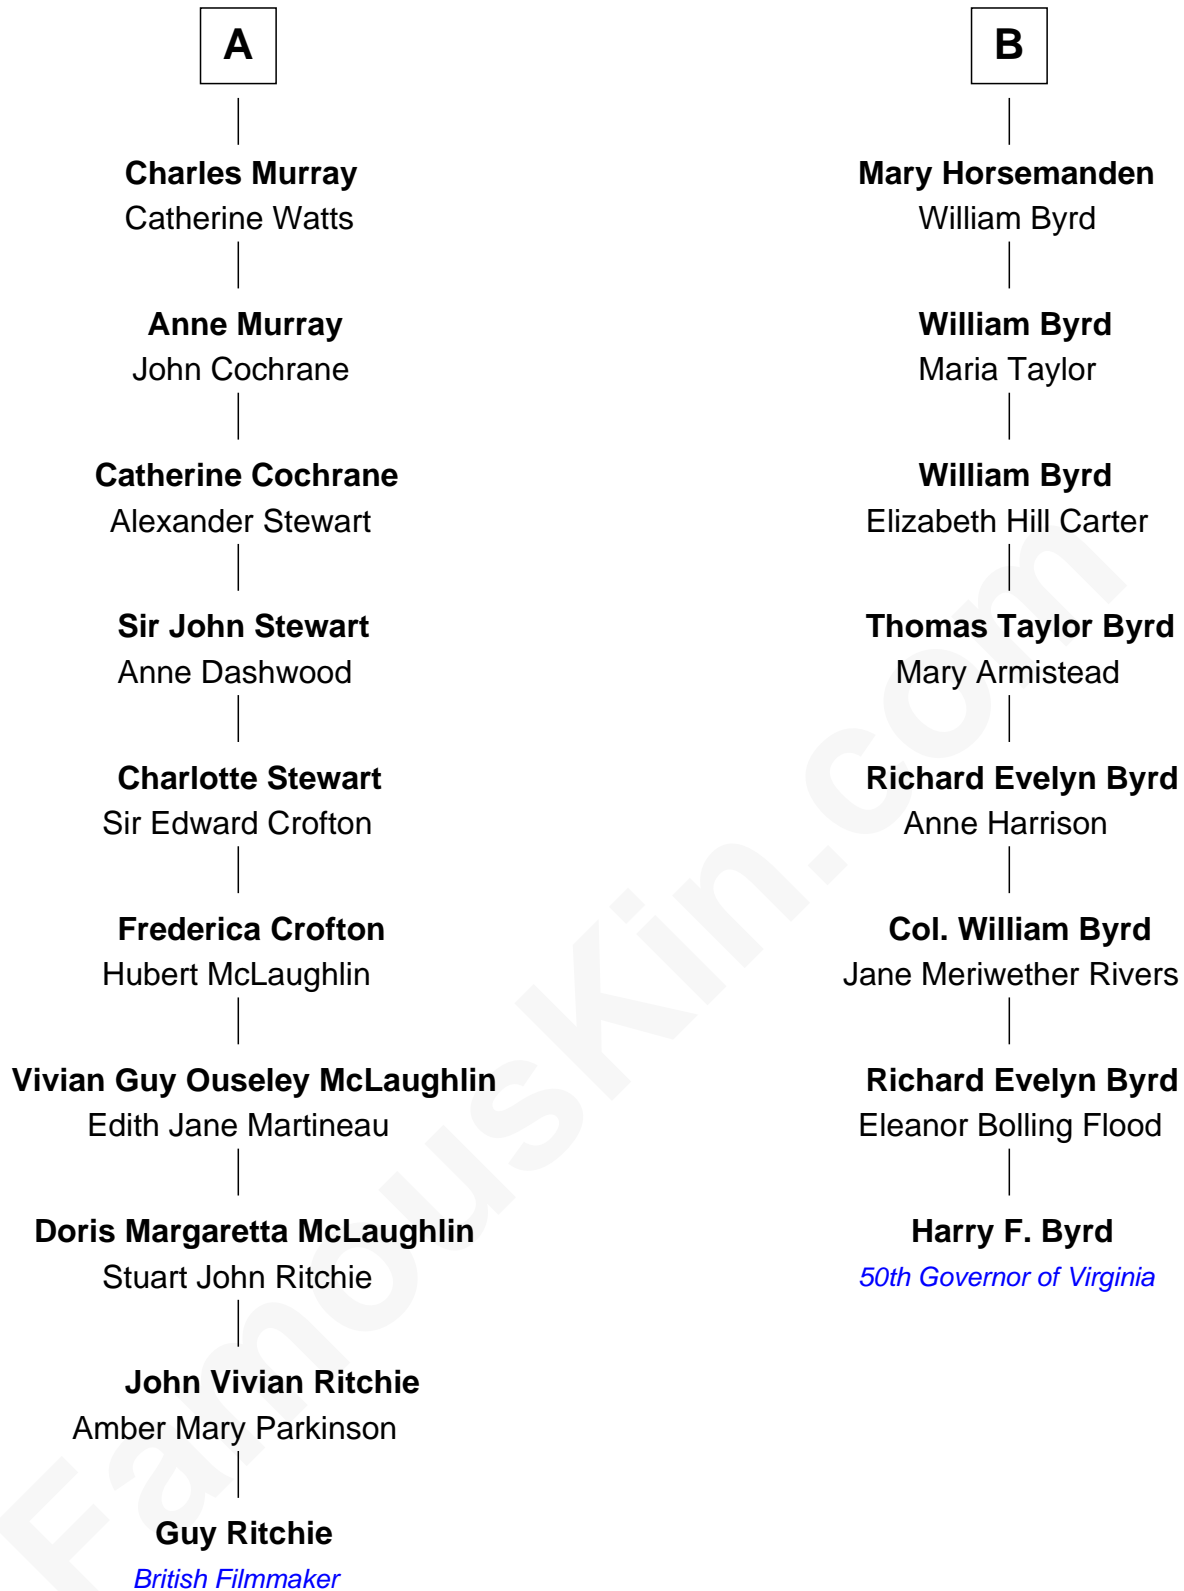 A
Charles Murray
Catherine Watts
Anne Murray
John Cochrane
Catherine Cochrane
Alexander Stewart
Sir John Stewart
Anne Dashwood
Charlotte Stewart
Sir Edward Crofton
Frederica Crofton
Hubert McLaughlin
Vivian Guy Ouseley McLaughlin
Edith Jane Martineau
Doris Margaretta McLaughlin
Stuart John Ritchie
John Vivian Ritchie
Amber Mary Parkinson
Guy Ritchie
British Filmmaker
B
Mary Horsemanden
William Byrd
William Byrd
Maria Taylor
William Byrd
Elizabeth Hill Carter
Thomas Taylor Byrd
Mary Armistead
Richard Evelyn Byrd
Anne Harrison
Col. William Byrd
Jane Meriwether Rivers
Richard Evelyn Byrd
Eleanor Bolling Flood
Harry F. Byrd
50th Governor of Virginia
FamousKin.com